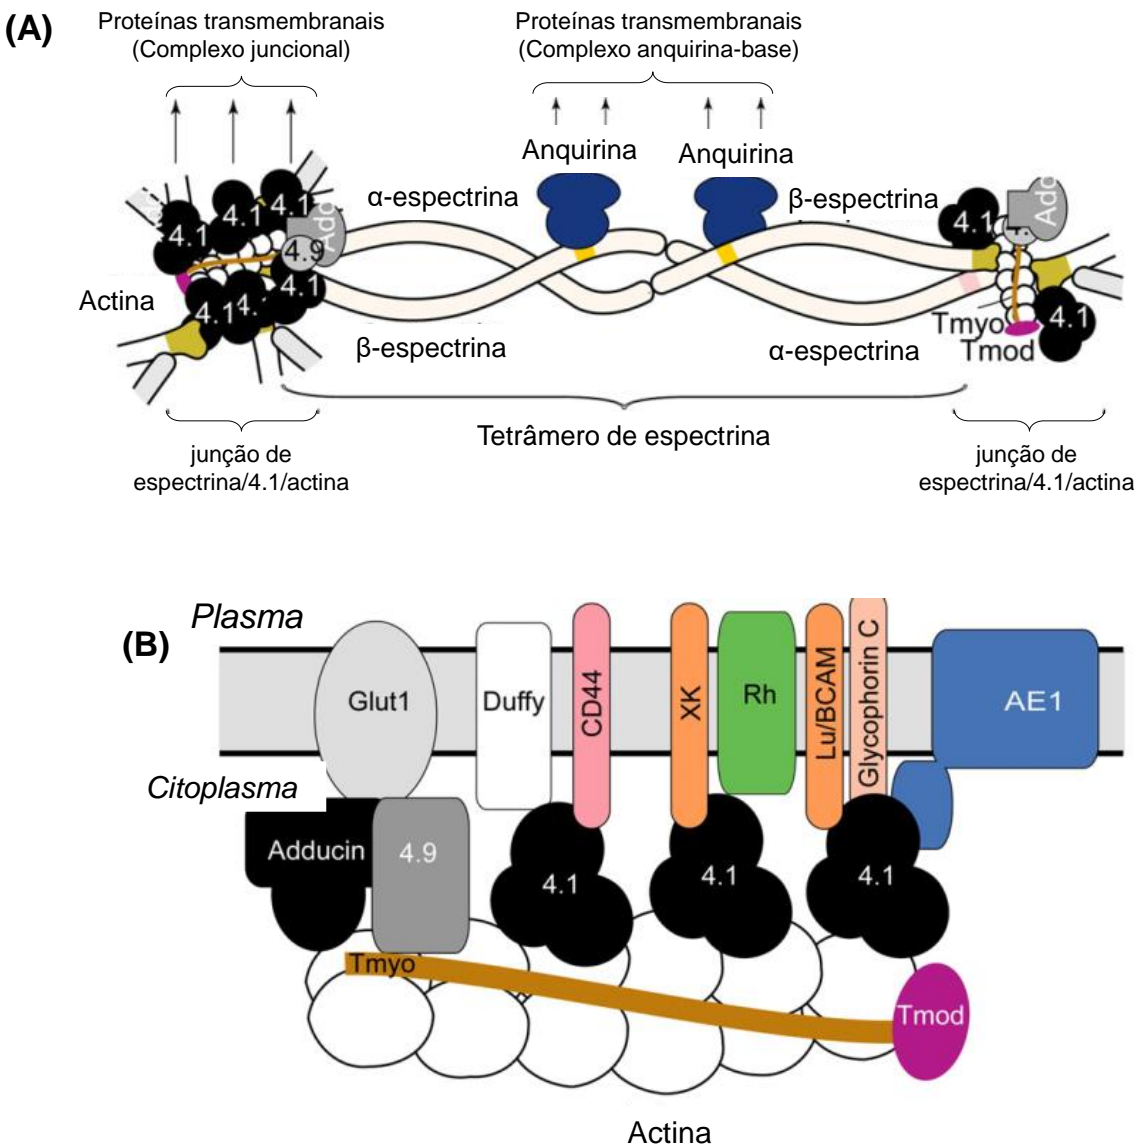 (A)
Proteínas transmembranais
(Complexo juncional)
Proteínas transmembranais
(Complexo anquirina-base)
Anquirina
Anquirina
α-espectrina
β-espectrina
4.1
4.1
4.1
Add
4.9
4.1
4.1
4.1
Actina
β-espectrina
α-espectrina
4.1
Tmyo
Tmod
4.1
Tetrâmero de espectrina
junção de
espectrina/4.1/actina
junção de
espectrina/4.1/actina
(B)
Plasma
Citoplasma
Glut1
Duffy
CD44
XK
Rh
Lu/BCAM
Glycophorin C
AE1
Adducin
4.9
4.1
4.1
4.1
Tmyo
Tmod
Actina